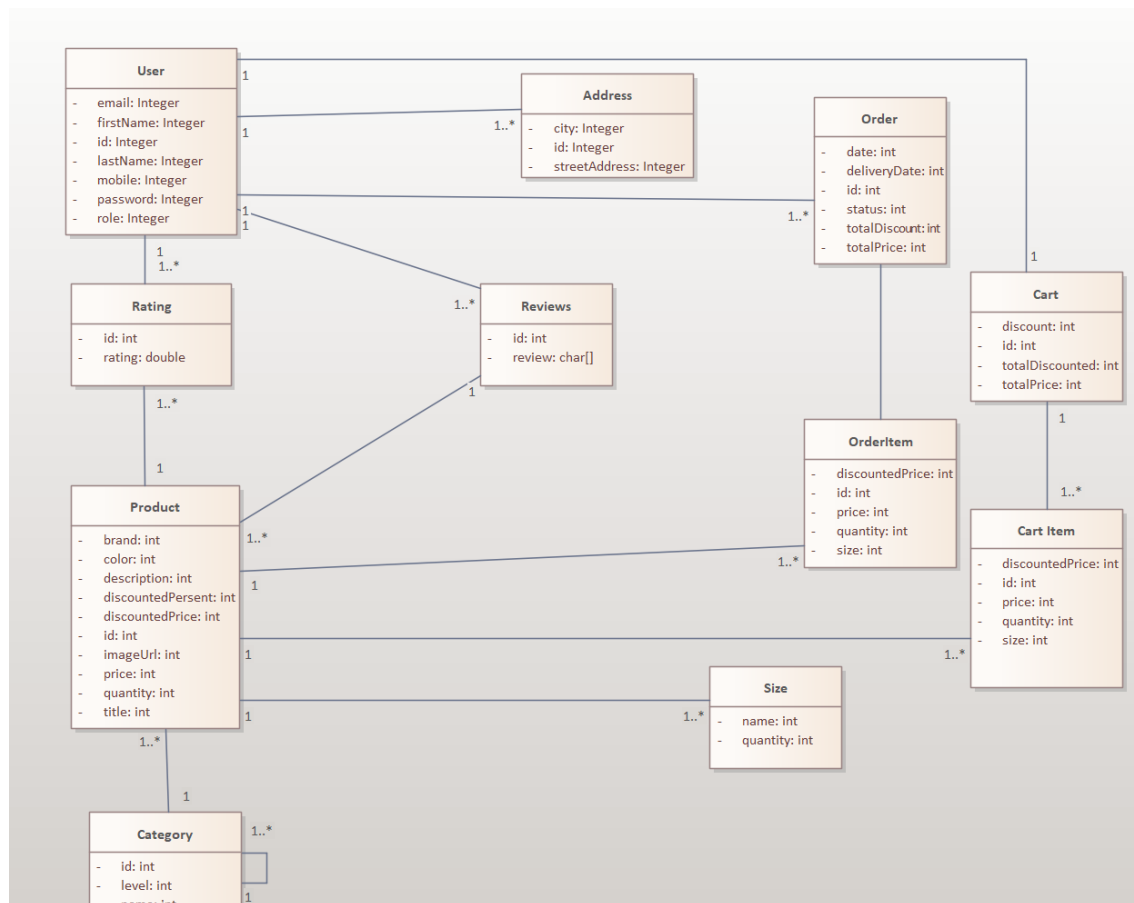 User
- email: Integer
- firstName: Integer
- id: Integer
- lastName: Integer
- mobile: Integer
- password: Integer
- role: Integer
1
1
1..*
Address
- city: Integer
- id: Integer
- streetAddress: Integer
Order
- date: int
- deliveryDate: int
- id: int
- status: int
- totalDiscount: int
- totalPrice: int
1
1..*
1
1
1..*
1
Rating
- id: int
- rating: double
1..*
Reviews
- id: int
- review: char[]
Cart
- discount: int
- id: int
- totalDiscounted: int
- totalPrice: int
1..*
1
1
1
OrderItem
- discountedPrice: int
- id: int
- price: int
- quantity: int
- size: int
1..*
Product
- brand: int
- color: int
- description: int
- discountedPersent: int
- discountedPrice: int
- id: int
- imageUrl: int
- price: int
- quantity: int
- title: int
1..*
1..*
1
Cart Item
- discountedPrice: int
- id: int
- price: int
- quantity: int
- size: int
1
1..*
Size
- name: int
- quantity: int
1
1..*
1..*
1
Category
- id: int
- level: int
- name: int
1..*
1